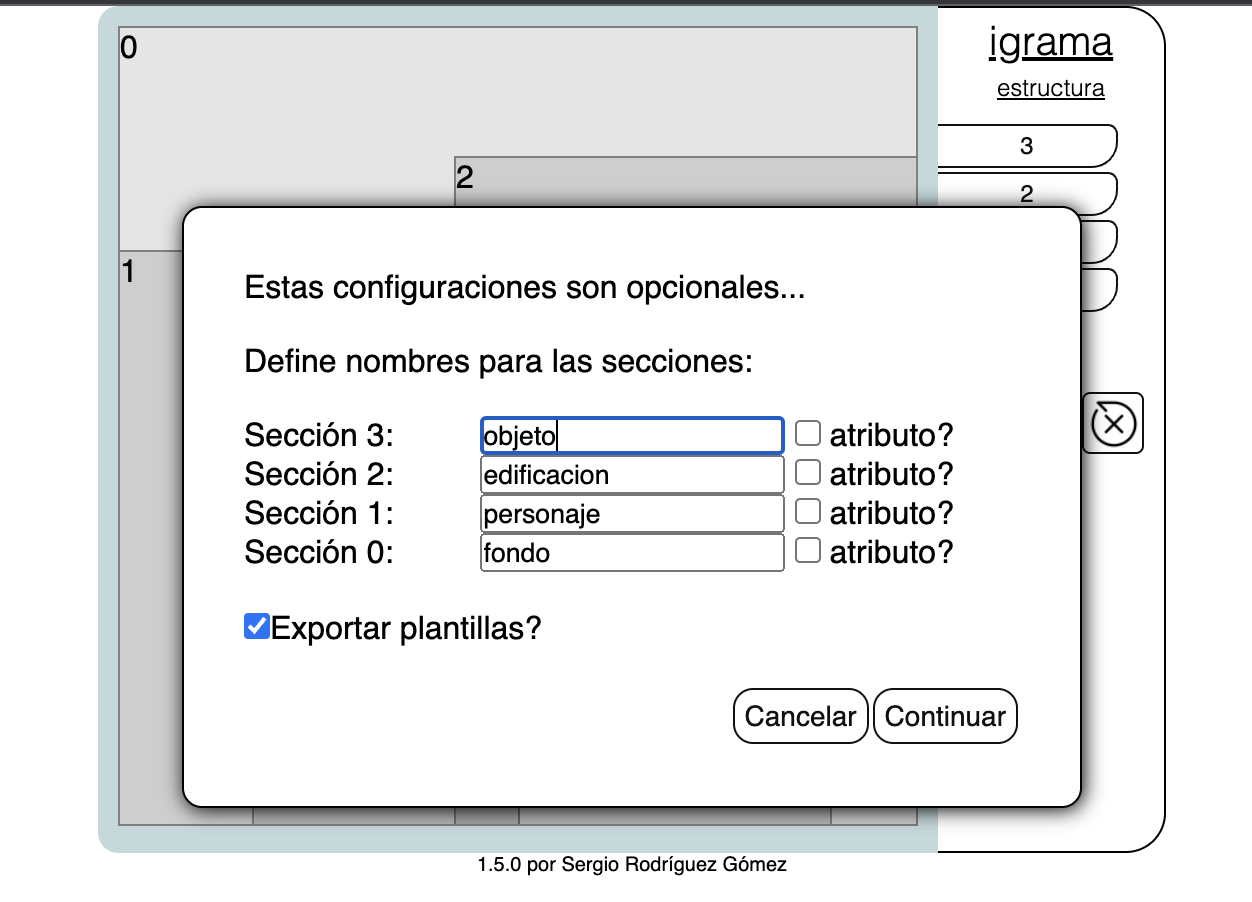 0
igrama
estructura
3
2
2
1
Estas configuraciones son opcionales...
Define nombres para las secciones:
Sección 3: objeto atributo?
Sección 2: edificacion atributo?
Sección 1: personaje atributo?
Sección 0: fondo atributo?
Exportar plantillas?
Cancelar Continuar
1.5.0 por Sergio Rodríguez Gómez